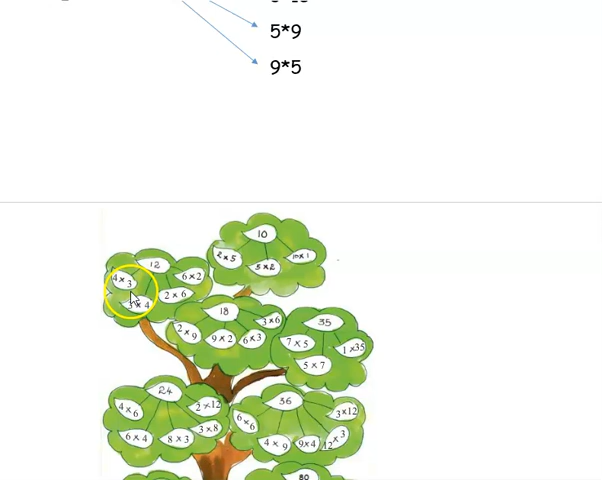 5*9
9*5
10
2 x 5
5 x 2
10 x 1
12
4 x 3
3 x 4
2 x 6
6 x 2
18
2 x 9
9 x 2
6 x 3
3 x 6
35
7 x 5
5 x 7
1 x 35
24
4 x 6
6 x 4
8 x 3
3 x 8
2 x 12
36
6 x 6
4 x 9
9 x 4
12 x 3
3 x 12
80